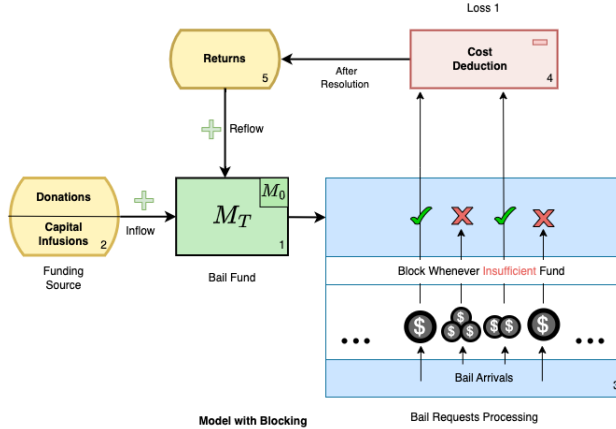 Loss 1
Returns
5
Cost
Deduction
4
After
Resolution
Reflow
Donations
Capital
Infusions
2
Inflow
M_0
M_T
1
Funding
Source
Bail Fund
Block Whenever Insufficient Fund
$ $ $ $ $ $ $
... ...
Bail Arrivals
3
Model with Blocking
Bail Requests Processing